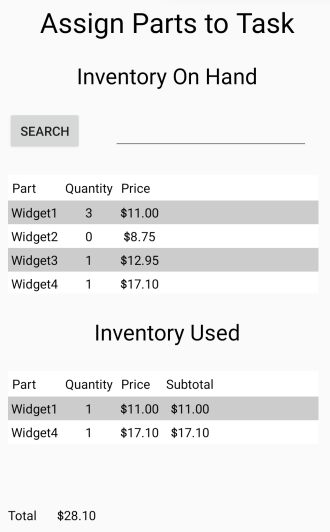 Assign Parts to Task
Inventory On Hand
SEARCH
Part Quantity Price
Widget1 3 $11.00
Widget2 0 $8.75
Widget3 1 $12.95
Widget4 1 $17.10
Inventory Used
Part Quantity Price Subtotal
Widget1 1 $11.00 $11.00
Widget4 1 $17.10 $17.10
Total $28.10